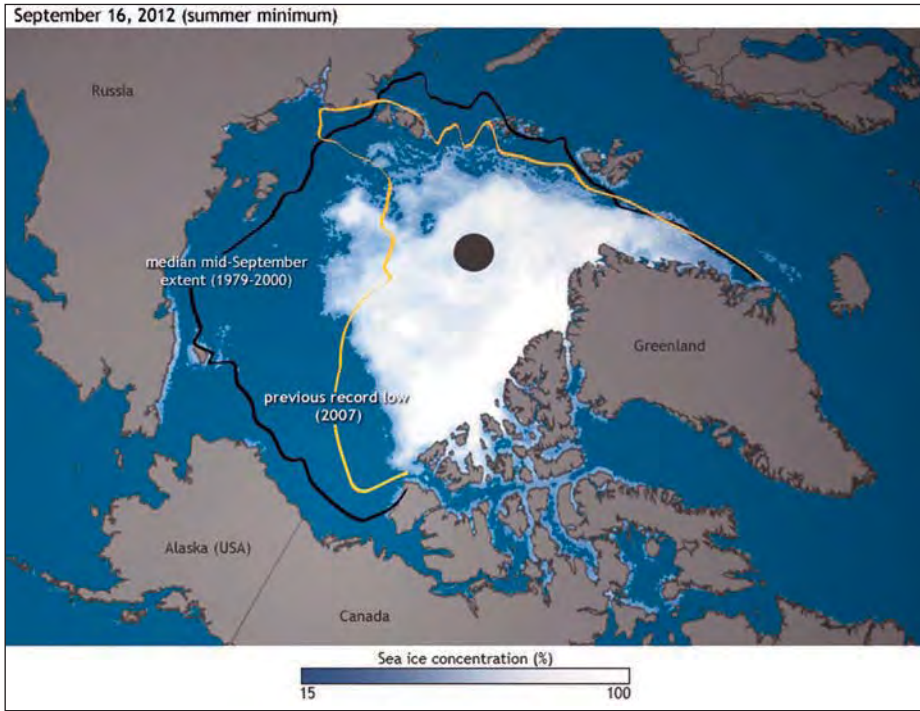 September 16, 2012 (summer minimum)
Russia
median mid-September
extent (1979-2000)
Greenland
previous record low
(2007)
Alaska (USA)
Canada
Sea ice concentration (%)
15
100